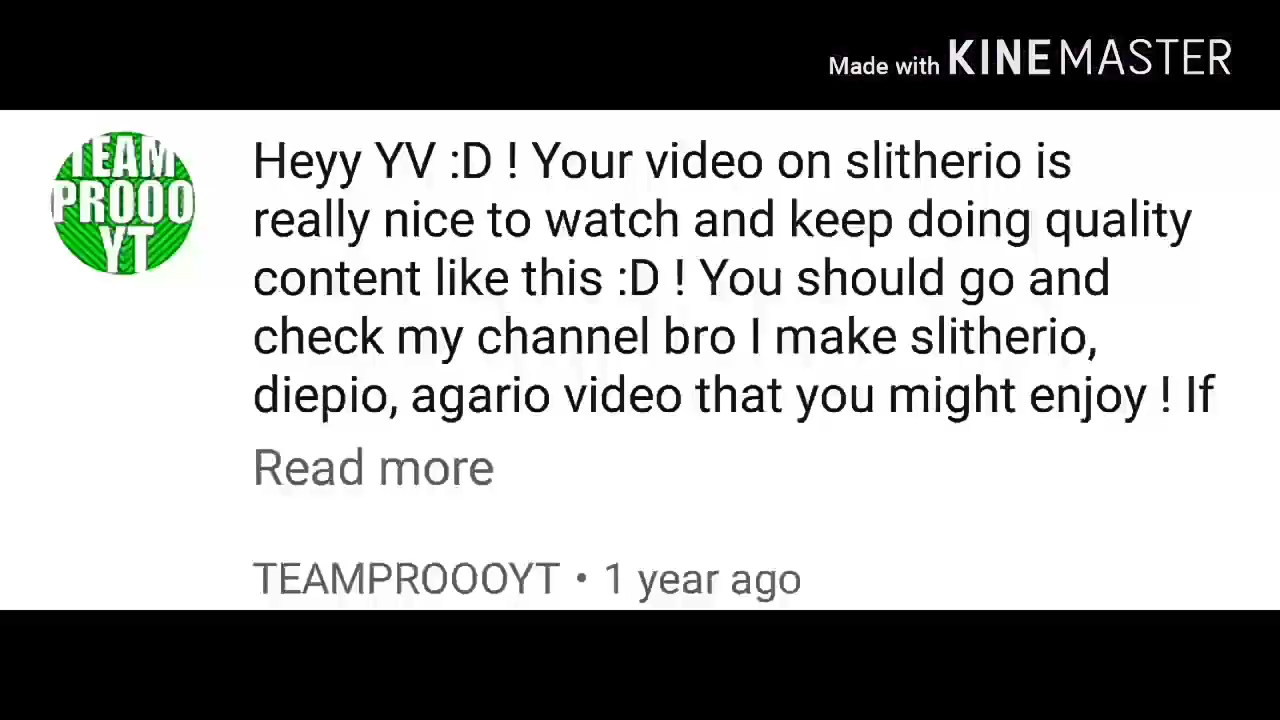 Made with KINEMASTER
TEAM
PROOO
YT
Heyy YV :D ! Your video on slitherio is
really nice to watch and keep doing quality
content like this :D ! You should go and
check my channel bro I make slitherio,
diepio, agario video that you might enjoy ! If
Read more
TEAMPROOOYT • 1 year ago